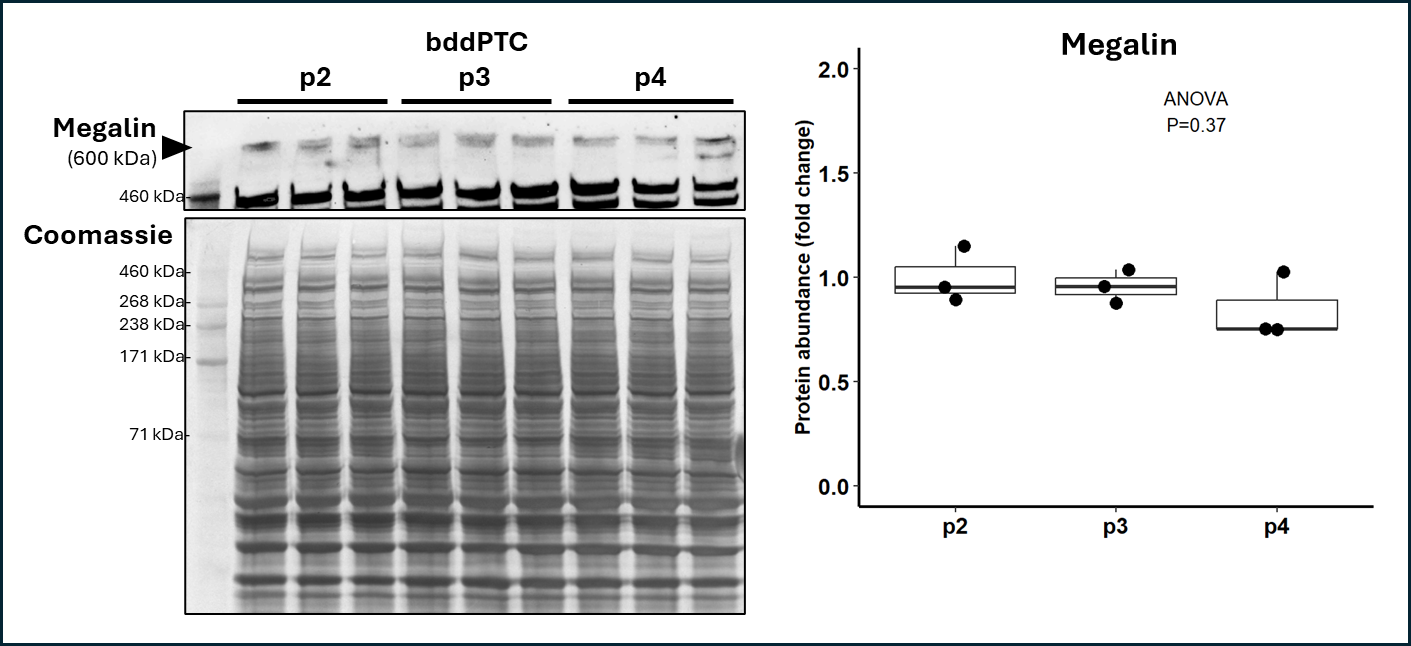 bddPTC
p2 p3 p4
Megalin
(600 kDa)
460 kDa-
Coomassie
460 kDa-
268 kDa-
238 kDa-
171 kDa-
71 kDa-
Megalin
ANOVA
P=0.37
Protein abundance (fold change)
2.0
1.5
1.0
0.5
0.0
p2 p3 p4